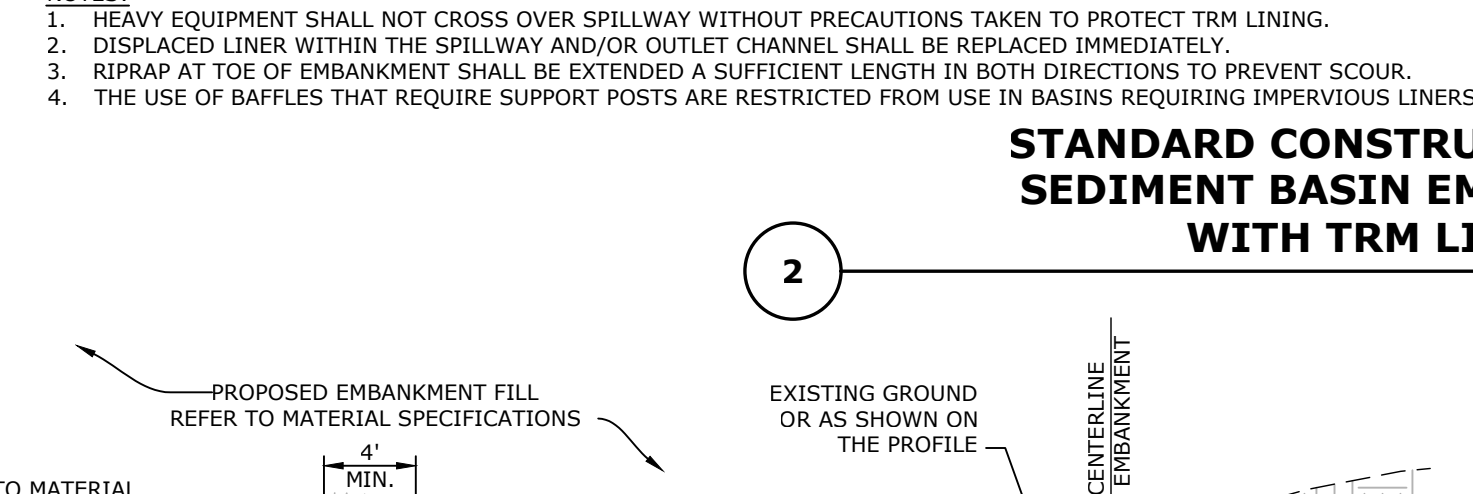 1. HEAVY EQUIPMENT SHALL NOT CROSS OVER SPILLWAY WITHOUT PRECAUTIONS TAKEN TO PROTECT TRM LINING.
2. DISPLACED LINER WITHIN THE SPILLWAY AND/OR OUTLET CHANNEL SHALL BE REPLACED IMMEDIATELY.
3. RIPRAP AT TOE OF EMBANKMENT SHALL BE EXTENDED A SUFFICIENT LENGTH IN BOTH DIRECTIONS TO PREVENT SCOUR.
4. THE USE OF BAFFLES THAT REQUIRE SUPPORT POSTS ARE RESTRICTED FROM USE IN BASINS REQUIRING IMPERVIOUS LINERS
STANDARD CONSTRU
SEDIMENT BASIN EM
WITH TRM LI
2
PROPOSED EMBANKMENT FILL
REFER TO MATERIAL SPECIFICATIONS
4'
MIN.
TO MATERIAL
EXISTING GROUND
OR AS SHOWN ON
THE PROFILE
CENTERLINE
EMBANKMENT